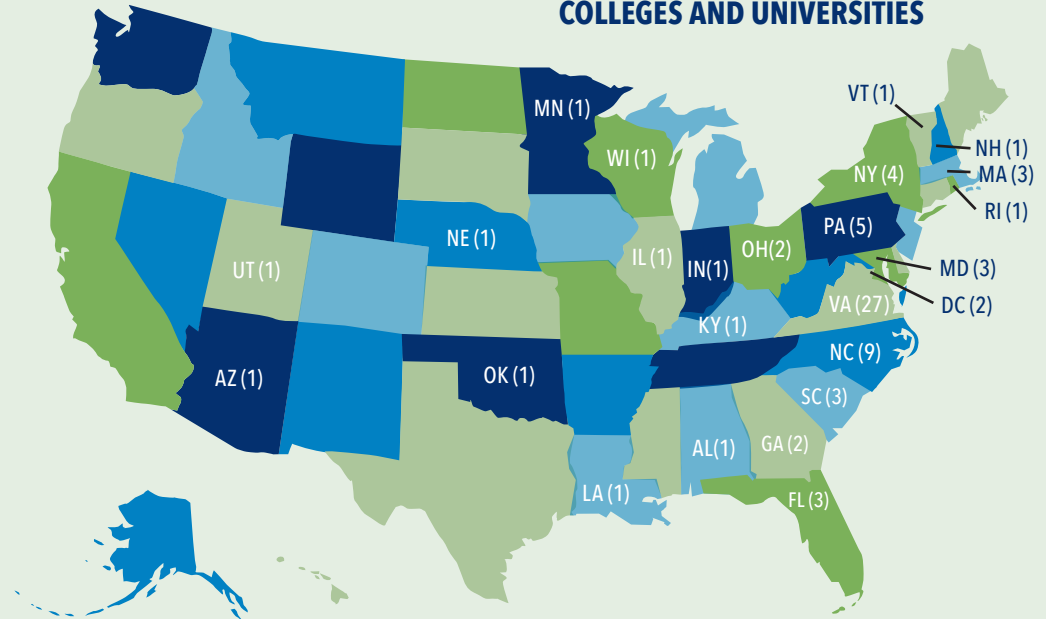 COLLEGES AND UNIVERSITIES
VT (1)
MN (1)
NH (1)
WI (1)
NY (4)
MA (3)
RI (1)
PA (5)
NE (1)
OH(2)
IL (1)
IN(1)
UT (1)
MD (3)
DC (2)
VA (27)
KY (1)
NC (9)
OK (1)
AZ (1)
SC (3)
GA (2)
AL(1)
LA (1)
FL (3)